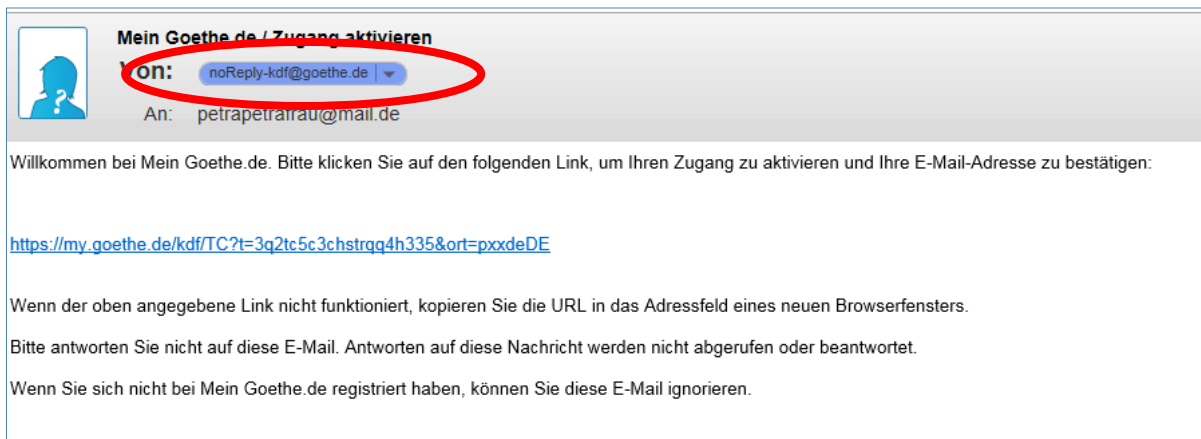 Mein Goethe.de / Zugang aktivieren
Von: noReply-kdf@goethe.de
An: petrapetrafrau@mail.de
Willkommen bei Mein Goethe.de. Bitte klicken Sie auf den folgenden Link, um Ihren Zugang zu aktivieren und Ihre E-Mail-Adresse zu bestätigen:
https://my.goethe.de/kdf/TC?t=3q2tc5c3chstrqq4h335&ort=pxxdeDE
Wenn der oben angegebene Link nicht funktioniert, kopieren Sie die URL in das Adressfeld eines neuen Browserfensters.
Bitte antworten Sie nicht auf diese E-Mail. Antworten auf diese Nachricht werden nicht abgerufen oder beantwortet.
Wenn Sie sich nicht bei Mein Goethe.de registriert haben, können Sie diese E-Mail ignorieren.